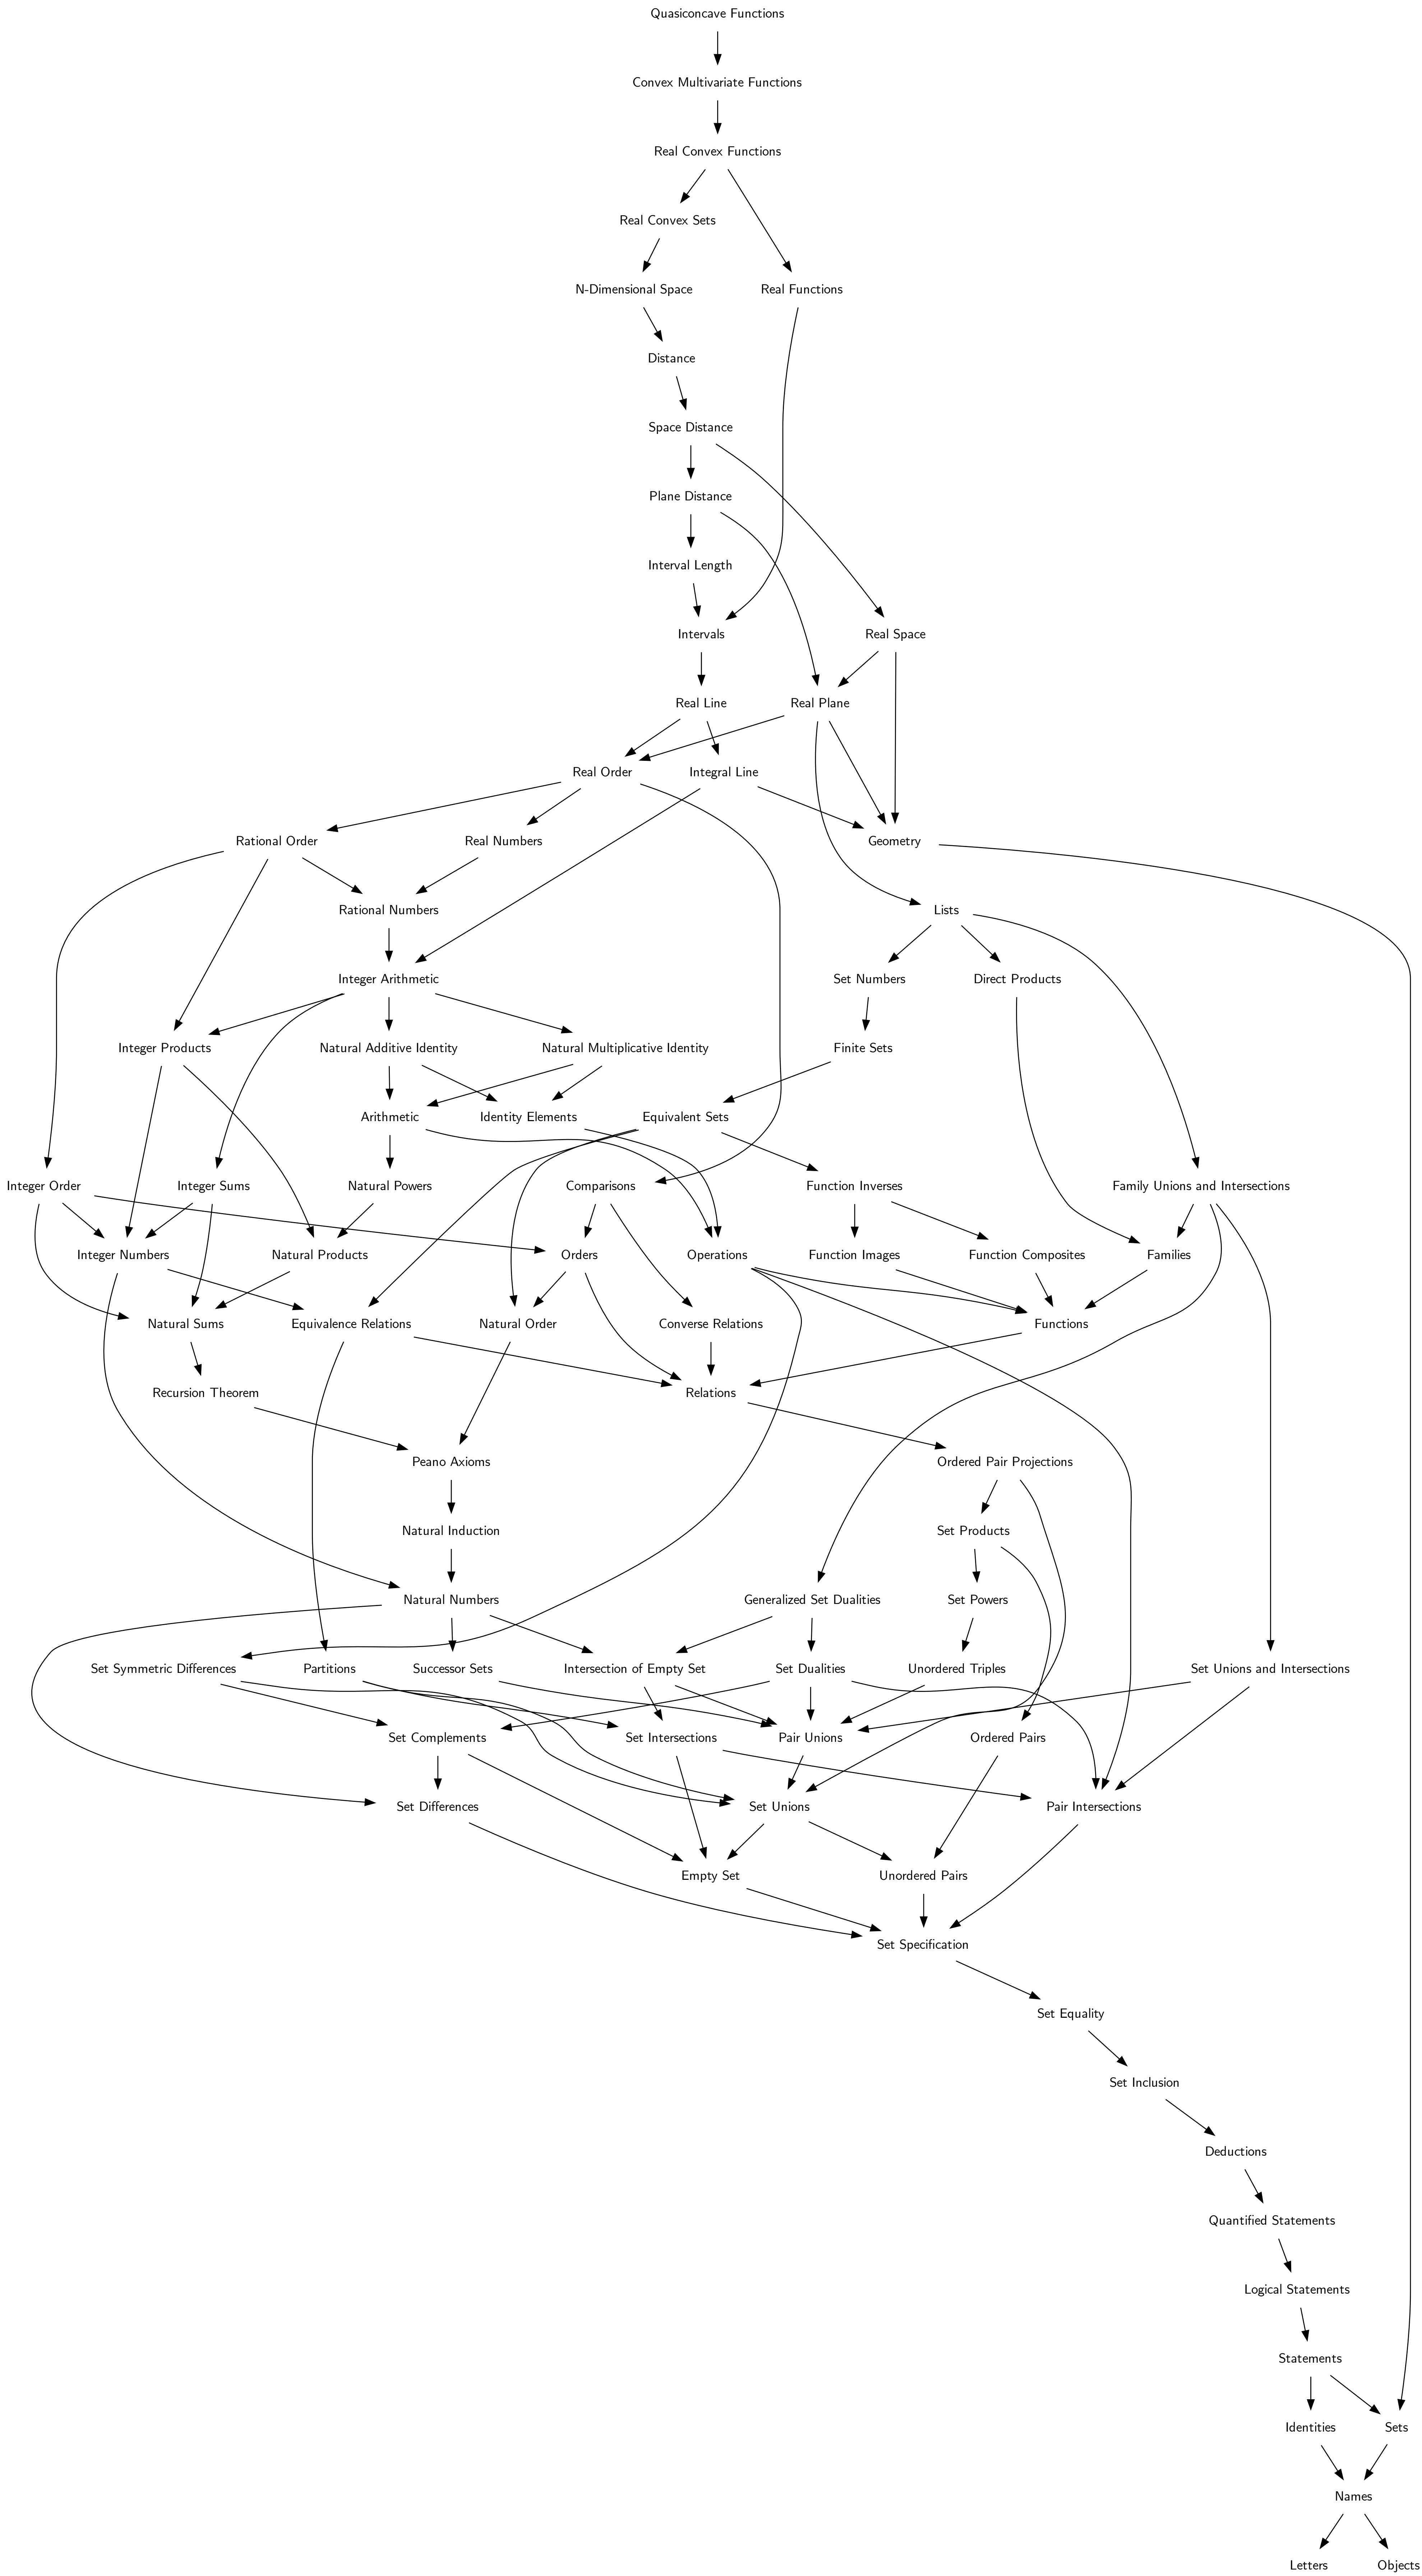 Quasiconcave Functions
Convex Multivariate Functions
Real Convex Functions
Real Convex Sets
N-Dimensional Space
Real Functions
Distance
Space Distance
Plane Distance
Interval Length
Intervals
Real Space
Real Line
Real Plane
Real Order
Integral Line
Rational Order
Real Numbers
Geometry
Rational Numbers
Lists
Integer Arithmetic
Set Numbers
Direct Products
Integer Products
Natural Additive Identity
Natural Multiplicative Identity
Finite Sets
Arithmetic
Identity Elements
Equivalent Sets
Integer Order
Integer Sums
Natural Powers
Comparisons
Function Inverses
Family Unions and Intersections
Integer Numbers
Natural Products
Orders
Operations
Function Images
Function Composites
Families
Natural Sums
Equivalence Relations
Natural Order
Converse Relations
Functions
Recursion Theorem
Relations
Peano Axioms
Ordered Pair Projections
Natural Induction
Set Products
Natural Numbers
Generalized Set Dualities
Set Powers
Set Symmetric Differences
Partitions
Successor Sets
Intersection of Empty Set
Set Dualities
Unordered Triples
Set Unions and Intersections
Set Complements
Set Intersections
Pair Unions
Ordered Pairs
Set Differences
Set Unions
Pair Intersections
Empty Set
Unordered Pairs
Set Specification
Set Equality
Set Inclusion
Deductions
Quantified Statements
Logical Statements
Statements
Identities
Sets
Names
Letters
Objects